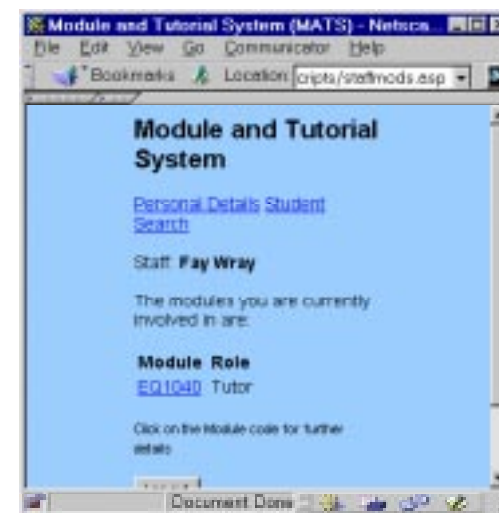 Module and Tutorial System (MATS) - Netsca...
File Edit View Go Communicator Help
Bookmarks Location: cripts/staffmods.asp
Module and Tutorial
System
Personal Details Student
Search
Staff: Fay Wray
The modules you are currently
involved in are:
Module Role
EQ1040 Tutor
Click on the Module code for further
details
Document Done